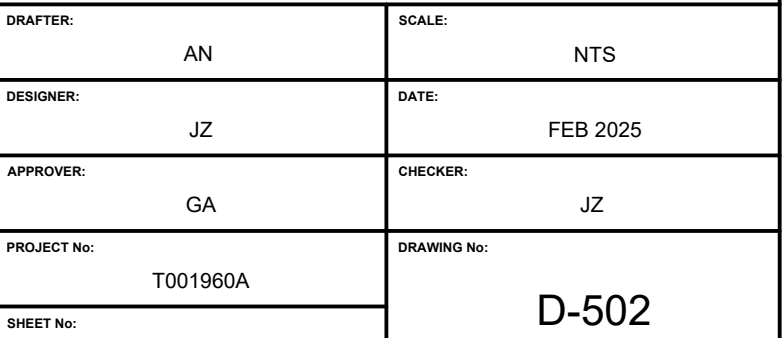 DRAFTER:
AN
SCALE:
NTS
DESIGNER:
JZ
DATE:
FEB 2025
APPROVER:
GA
CHECKER:
JZ
PROJECT No:
T001960A
DRAWING No:
D-502
SHEET No: